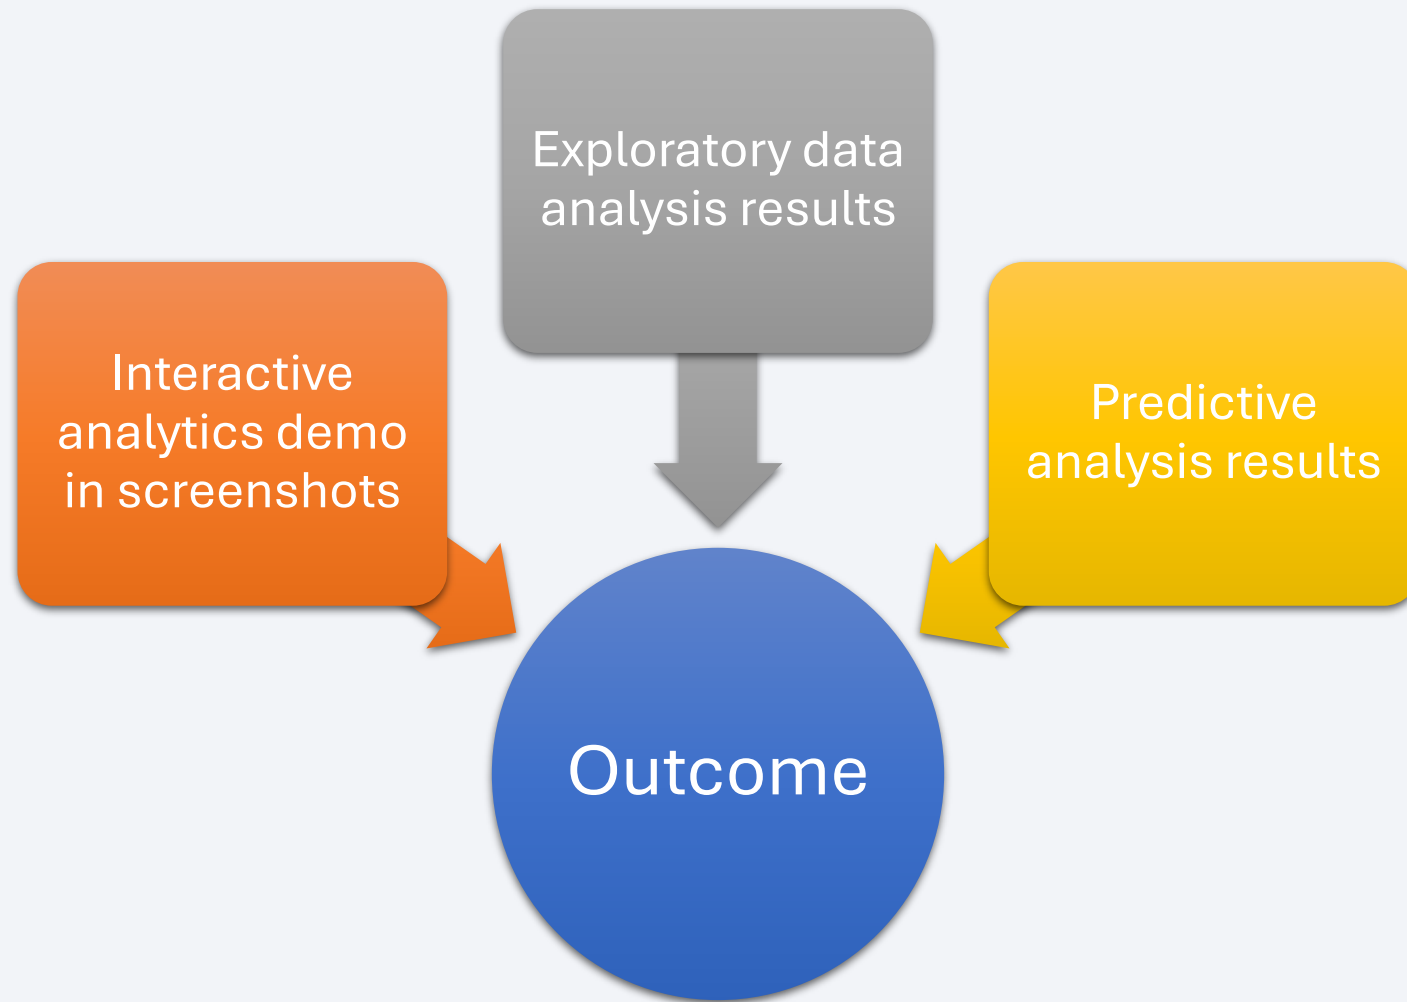 Exploratory data
analysis results
Interactive
analytics demo
in screenshots
Predictive
analysis results
Outcome